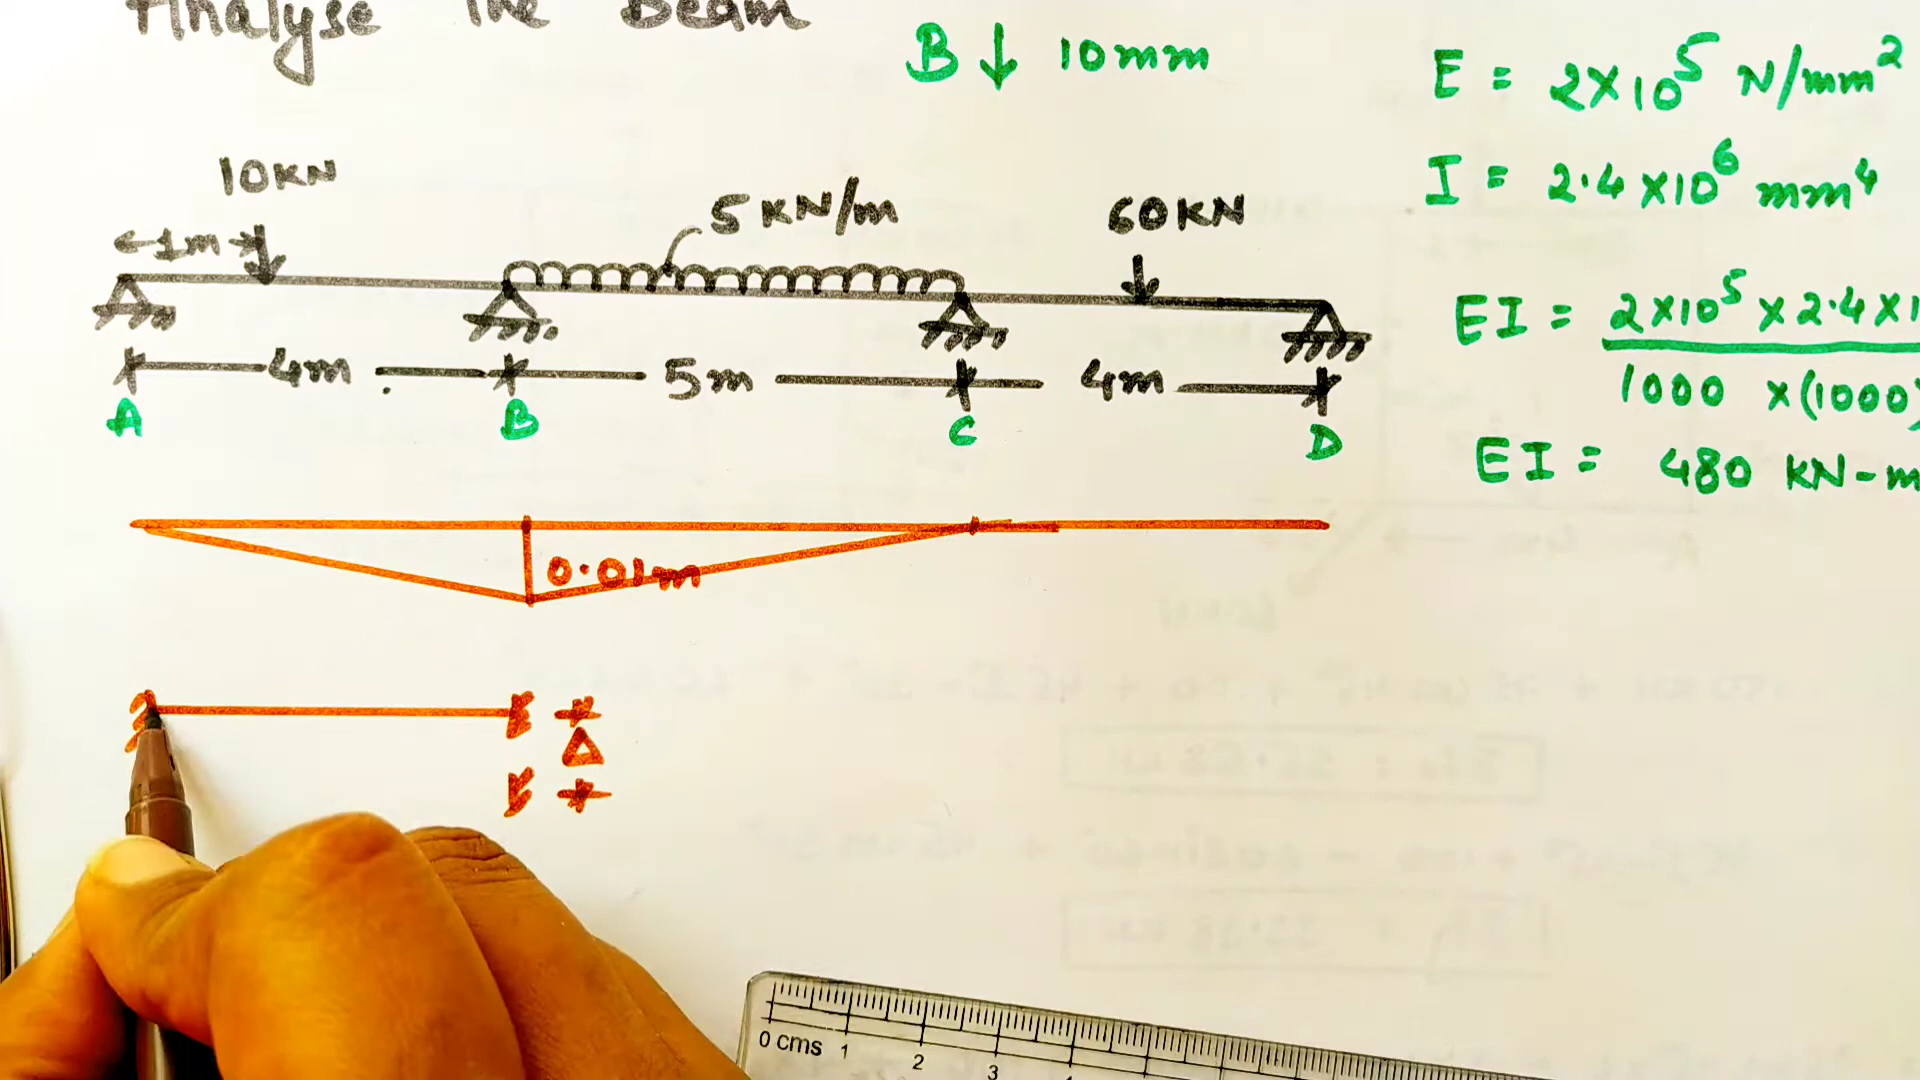 Analyse The Beam
B ↓ 10mm
E = 2×10⁵ N/mm²
I = 2.4×10⁶ mm⁴
EI = 2×10⁵ × 2.4×1
1000 ×(1000)
EI = 480 KN-m
10KN
1m
5KN/m
60KN
4m 5m 4m
A B C D
0.01m
Δ
0 cms 1 2 3